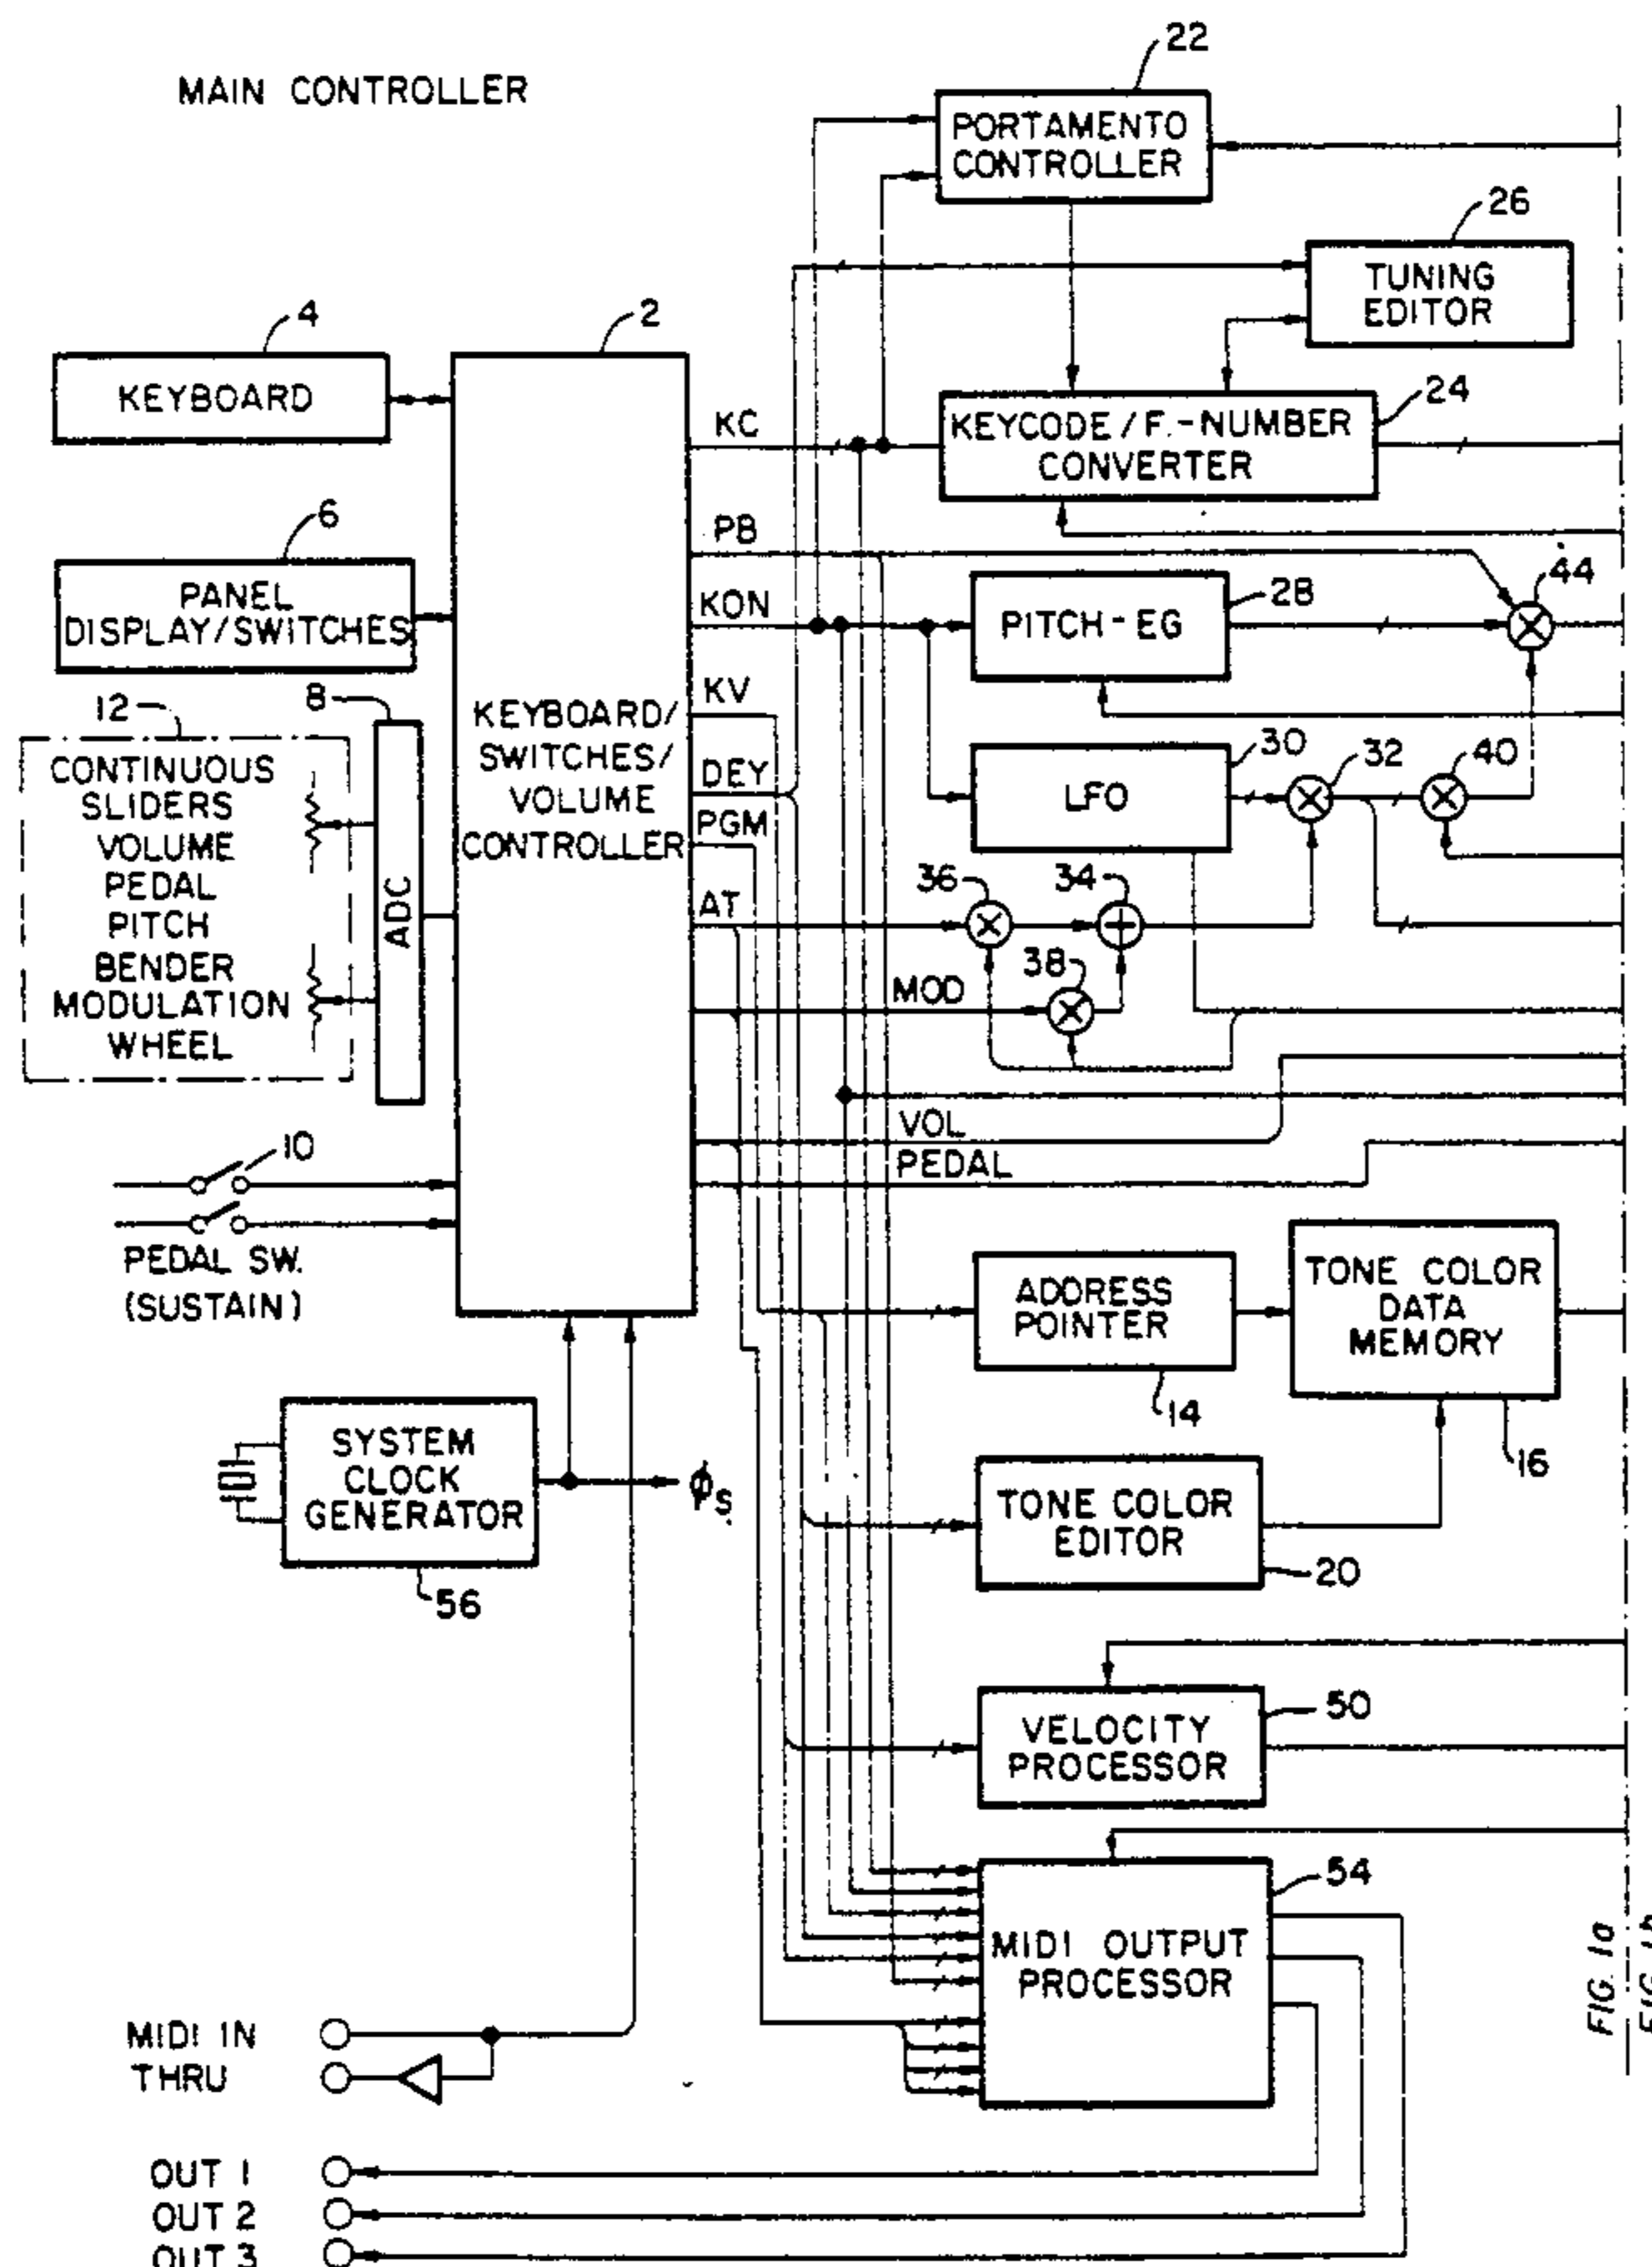 MAIN CONTROLLER
22
PORTAMENTO
CONTROLLER
26
TUNING
EDITOR
4
KEYBOARD
2
KC
24
KEYCODE / F.-NUMBER
CONVERTER
6
PANEL
DISPLAY/SWITCHES
PB
KON
28
PITCH-EG
44
12
8
CONTINUOUS
SLIDERS
VOLUME
PEDAL
PITCH
BENDER
MODULATION
WHEEL
ADC
KEYBOARD/
SWITCHES/
VOLUME
CONTROLLER
KV
DEY
PGM
AT
30
LFO
32
40
36
34
38
MOD
VOL
PEDAL
10
PEDAL SW.
(SUSTAIN)
ADDRESS
POINTER
14
TONE COLOR
DATA
MEMORY
16
SYSTEM
CLOCK
GENERATOR
56
ϕS
TONE COLOR
EDITOR
20
VELOCITY
PROCESSOR
50
54
MIDI OUTPUT
PROCESSOR
MIDI IN
THRU
OUT 1
OUT 2
OUT 3
FIG. 1a
FIG. 1b